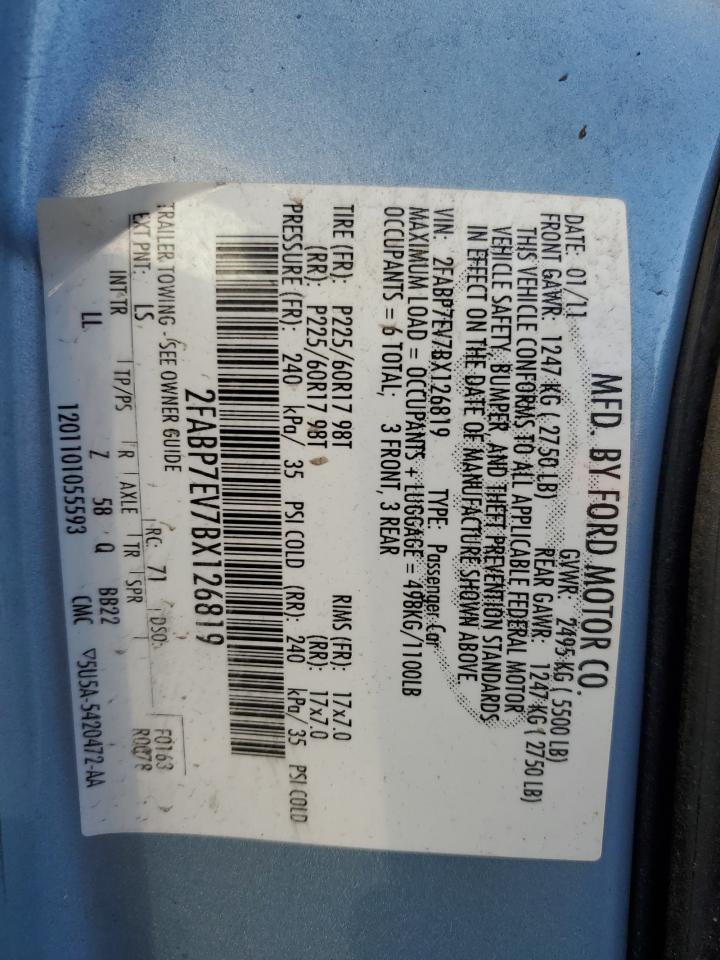 MFD. BY FORD MOTOR CO.
DATE: 01/11 GVWR: 2495 KG ( 5500 LB)
FRONT GAWR: 1247 KG ( 2750 LB) REAR GAWR: 1247 KG ( 2750 LB)
THIS VEHICLE CONFORMS TO ALL APPLICABLE FEDERAL MOTOR
VEHICLE SAFETY, BUMPER, AND THEFT PREVENTION STANDARDS
IN EFFECT ON THE DATE OF MANUFACTURE SHOWN ABOVE.
VIN: 2FABP7EV7BX126819 TYPE: Passenger Car
MAXIMUM LOAD = OCCUPANTS + LUGGAGE = 498KG/1100LB
OCCUPANTS = 6 TOTAL; 3 FRONT, 3 REAR
TIRE (FR): P225/60R17 98T RIMS (FR): 17x7.0
(RR): P225/60R17 98T (RR): 17x7.0
PRESSURE (FR): 240 kPa/ 35 PSI COLD (RR): 240 kPa/ 35 PSI COLD
2FABP7EV7BX126819
TRAILER TOWING - SEE OWNER GUIDE
EXT PNT: LS RC: 71 DSO: F0163
INT TR TP/PS R AXLE TR SPR R0078
LL Z 58 Q BB22
1201101055593 CMC ▽5U5A-5420472-AA